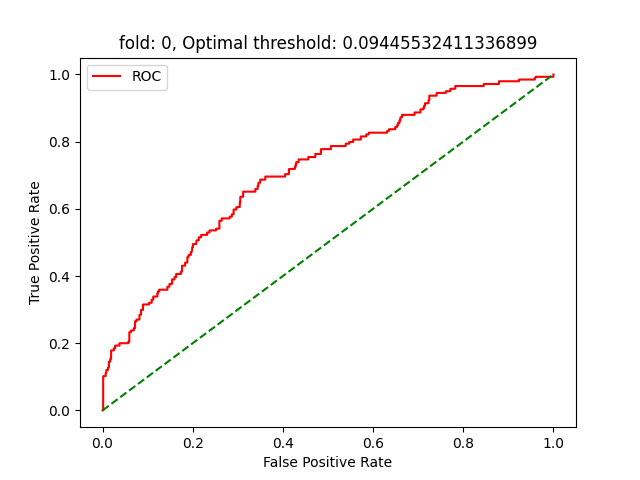 fold: 0, Optimal threshold: 0.09445532411336899
ROC
1.0
0.8
0.6
0.4
0.2
0.0
True Positive Rate
0.0 0.2 0.4 0.6 0.8 1.0
False Positive Rate